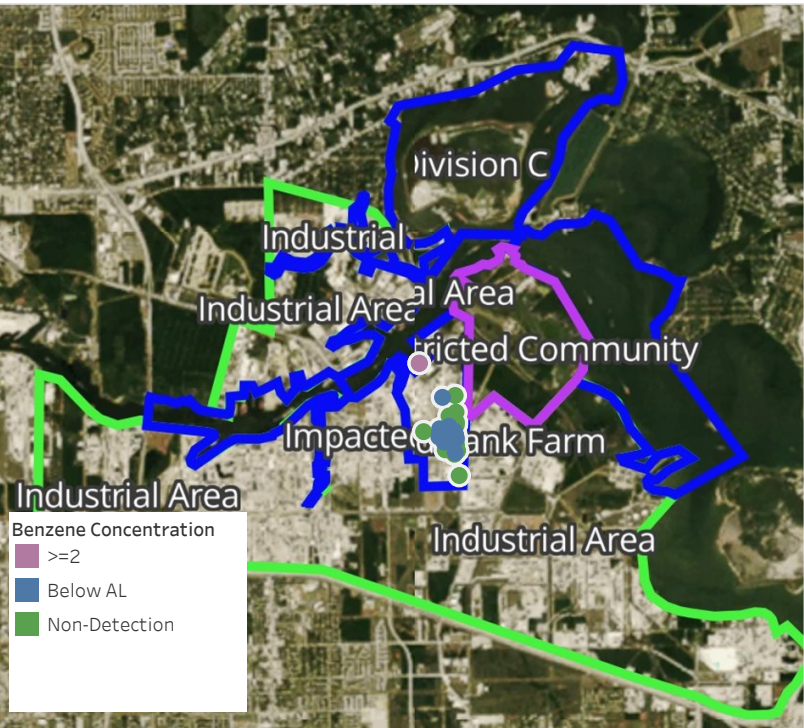 Division C
Industrial
al Area
Industrial Area
tricted Community
Impacted Tank Farm
Industrial Area
Industrial Area
Benzene Concentration
>=2
Below AL
Non-Detection